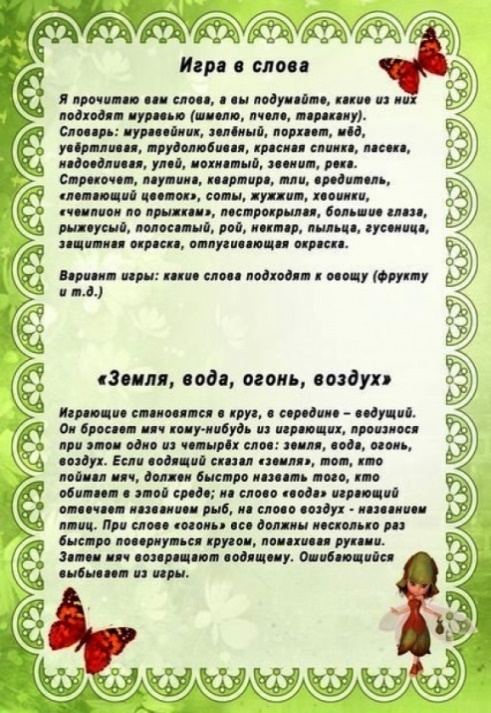 Игра в слова
Я прочитаю вам слова, а вы подумайте, какие из них
подходят муравью (шмелю, пчеле, таракану).
Словарь: муравейник, зелёный, порхает, мёд,
увёртливая, трудолюбивая, красная спинка, пасека,
надоедливая, улей, мохнатый, звенит, река.
Стрекочет, паутина, квартира, тли, вредитель,
«летающий цветок», соты, жужжит, хвоинки,
«чемпион по прыжкам», пестрокрылая, большие глаза,
рыжеусый, полосатый, рой, нектар, пыльца, гусеница,
защитная окраска, отпугивающая окраска.
Вариант игры: какие слова подходят к овощу (фрукту
и т.д.)
«Земля, вода, огонь, воздух»
Играющие становятся в круг, в середине – ведущий.
Он бросает мяч кому-нибудь из играющих, произнося
при этом одно из четырёх слов: земля, вода, огонь,
воздух. Если водящий сказал «земля», тот, кто
поймал мяч, должен быстро назвать того, кто
обитает в этой среде; на слово «вода» играющий
отвечает названием рыб, на слово воздух - названием
птиц. При слове «огонь» все должны несколько раз
быстро повернуться кругом, помахивая руками.
Затем мяч возвращают водящему. Ошибающийся
выбывает из игры.